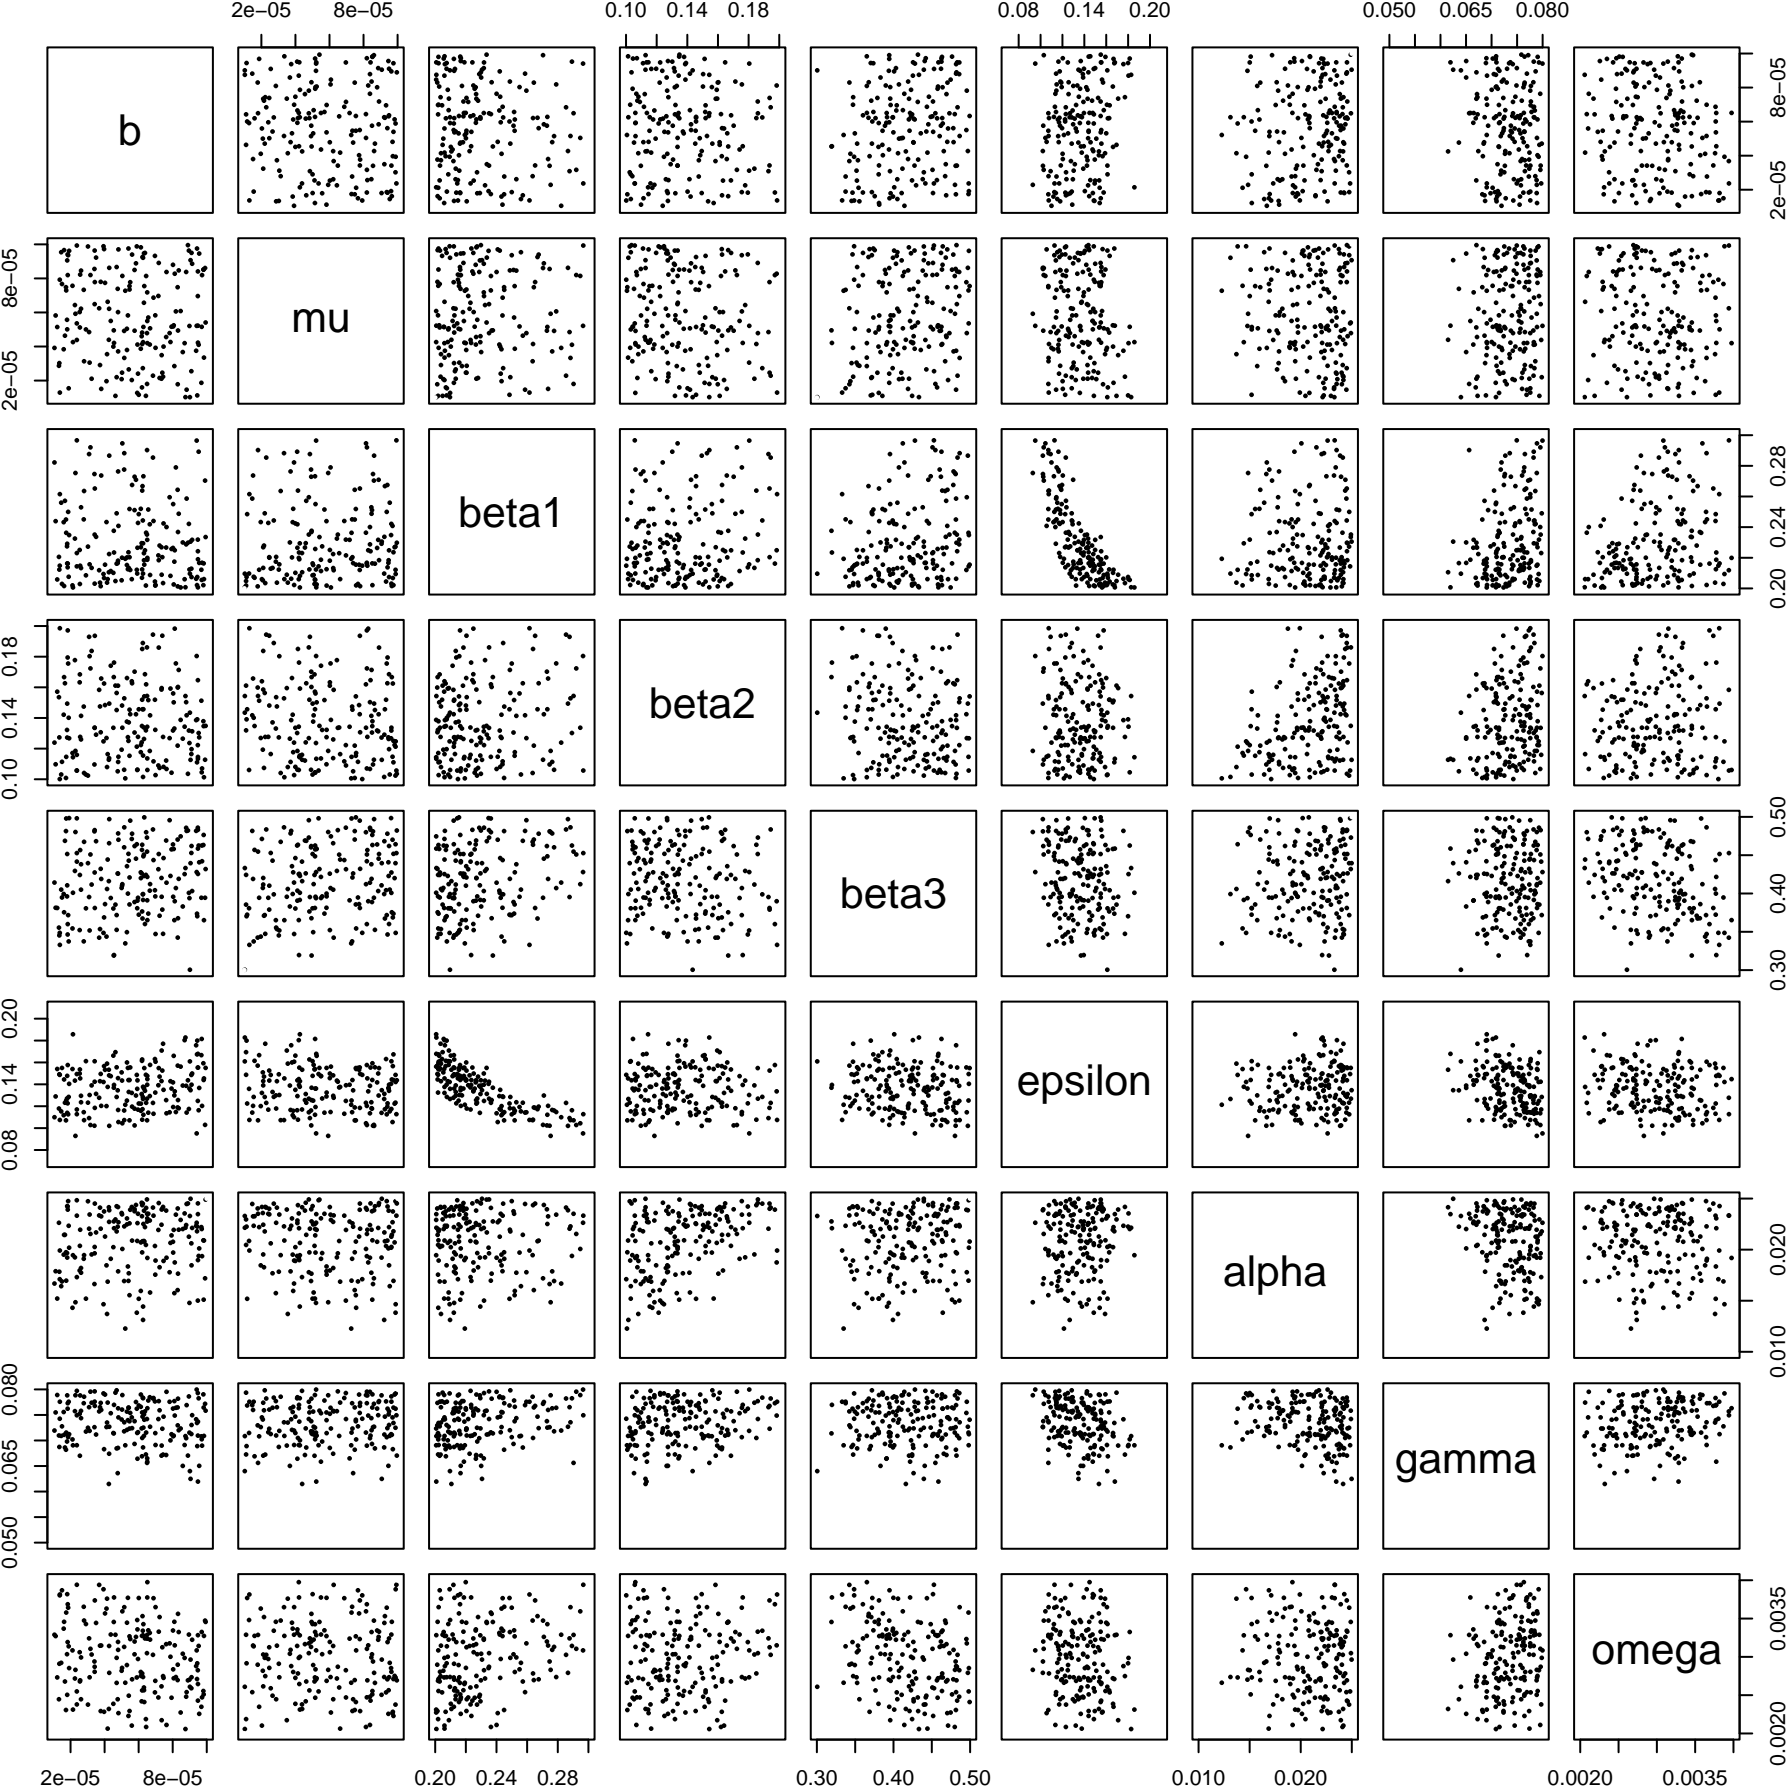 2e−05 8e−05 0.10 0.14 0.18 0.08 0.14 0.20 0.050 0.065 0.080
b 2e−05 8e−05
2e−05 8e−05 mu
beta1 0.20 0.24 0.28
0.10 0.14 0.18 beta2
beta3 0.30 0.40 0.50
0.08 0.14 0.20 epsilon
alpha 0.010 0.020
0.050 0.065 0.080 gamma
omega 0.0020 0.0035
2e−05 8e−05 0.20 0.24 0.28 0.30 0.40 0.50 0.010 0.020 0.0020 0.0035